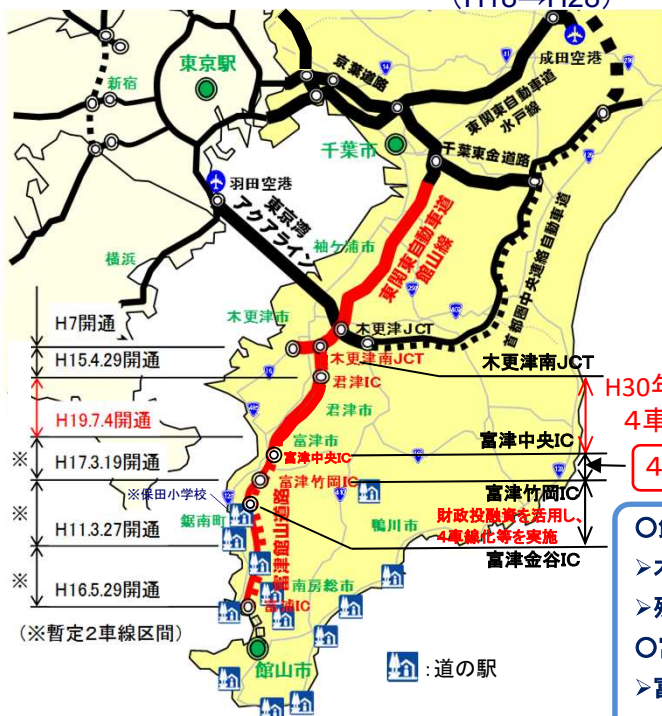 東京駅
新宿
京葉道路
成田空港
東関東自動車道
水戸線
千葉市
千葉東金道路
羽田空港
東京湾
アクアライン
袖ケ浦市
東関東自動車道
館山線
首都圏中央連絡自動車道
横浜
木更津市
木更津JCT
H7開通
H15.4.29開通
木更津南JCT
木更津南JCT
君津IC
H30年
4車
君津市
H19.7.4開通
富津市
富津中央IC
富津中央IC
※
H17.3.19開通
4
富津竹岡IC
富津竹岡IC
※保田小学校
鋸南町
富津館山道路
鴨川市
財政投融資を活用し、
4車線化等を実施
※
H11.3.27開通
富津金谷IC
※
H16.5.29開通
南房総市
富浦IC
(※暫定2車線区間)
館山市
:道の駅